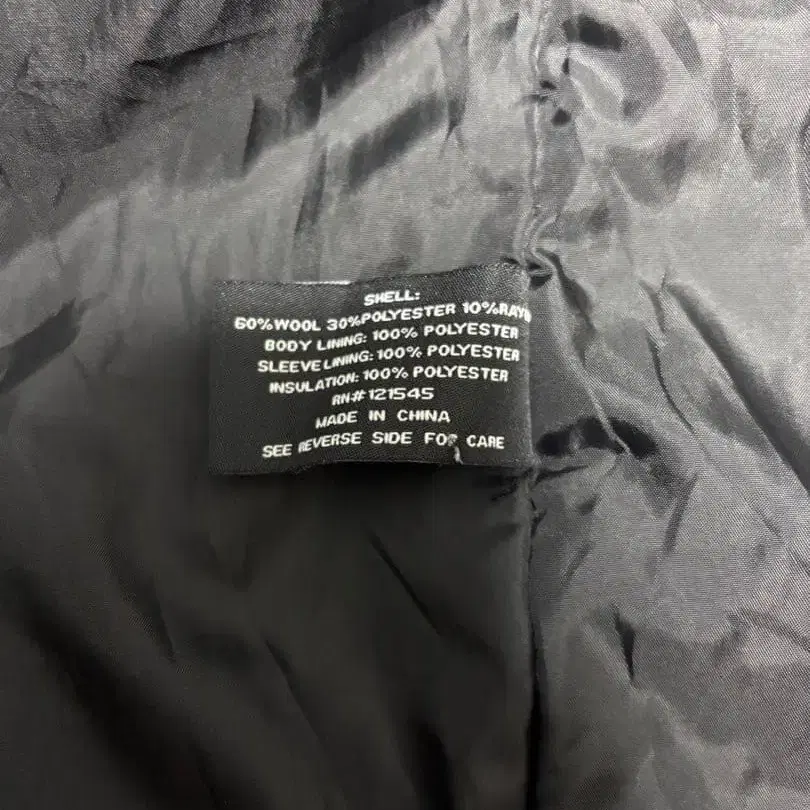 SHELL:
60%WOOL 30%POLYESTER 10%RAYO
BODY LINING: 100% POLYESTER
SLEEVE LINING: 100% POLYESTER
INSULATION: 100% POLYESTER
RN# 121545
MADE IN CHINA
SEE REVERSE SIDE FOR CARE